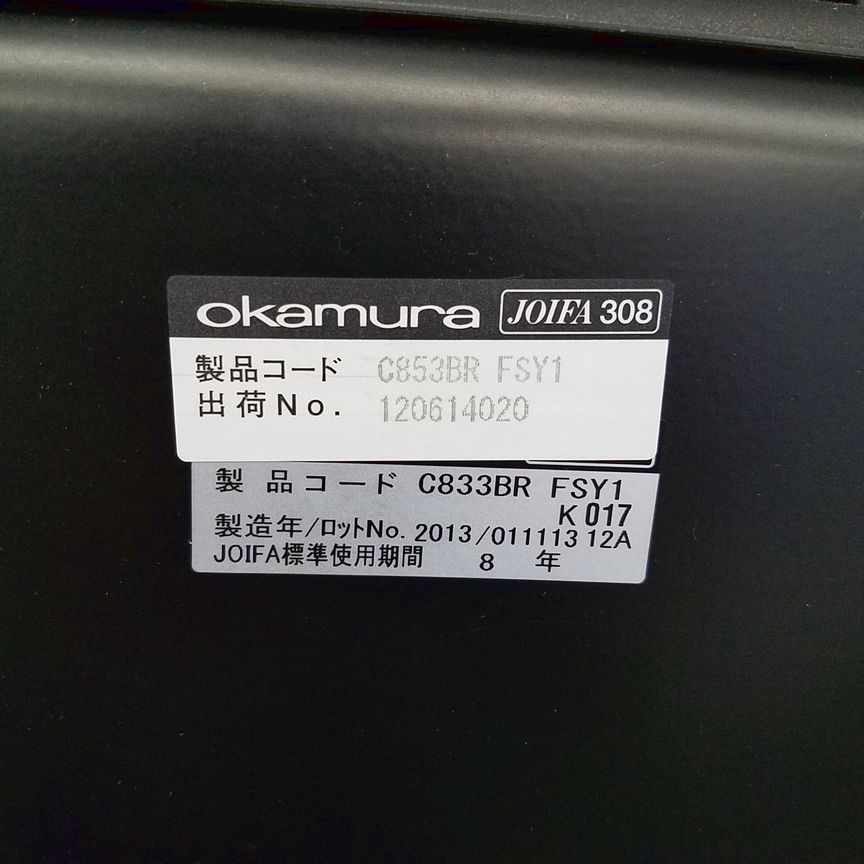 okamura JOIFA 308
製品コード C853BR FSY1
出荷No. 120614020
製品コード C833BR FSY1
K 017
製造年/ロットNo. 2013/011113 12A
JOIFA標準使用期間 8 年